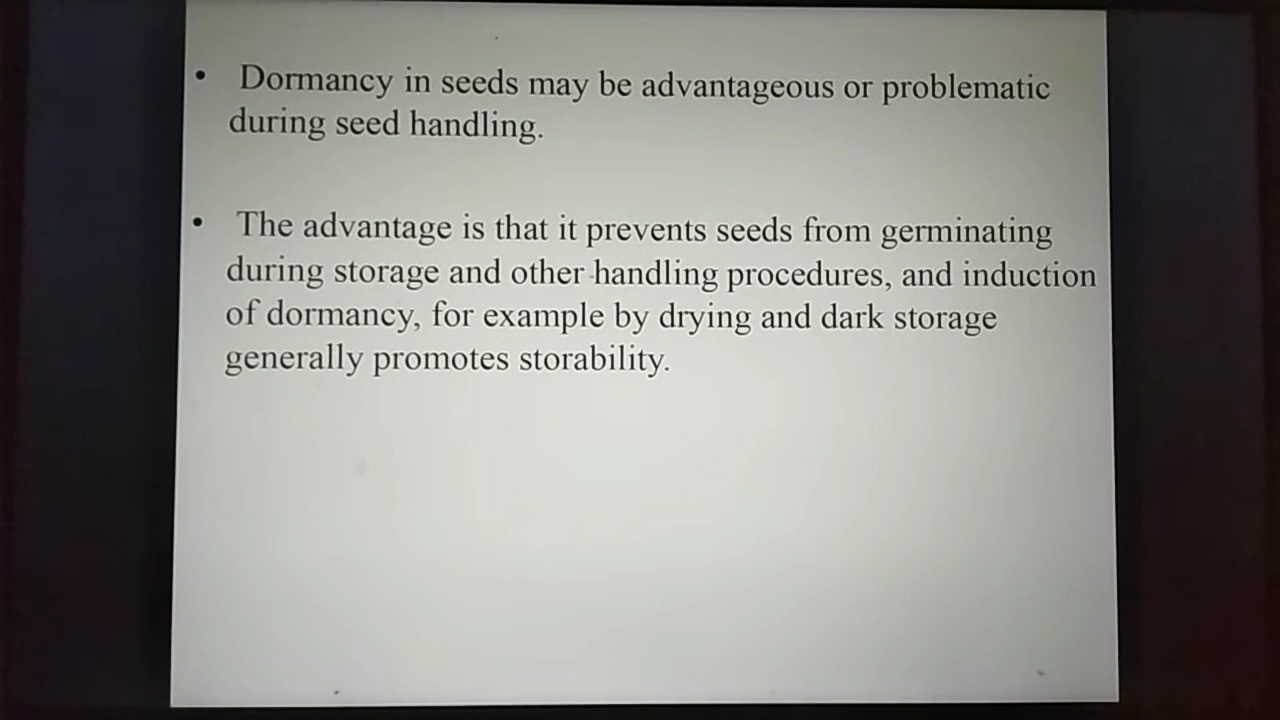 • Dormancy in seeds may be advantageous or problematic
during seed handling.
• The advantage is that it prevents seeds from germinating
during storage and other handling procedures, and induction
of dormancy, for example by drying and dark storage
generally promotes storability.